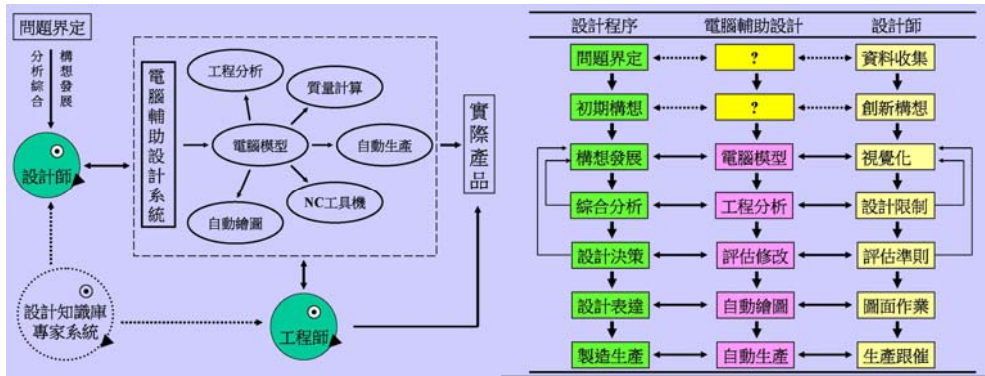 問題界定
分析綜合
構想發展
設計師
設計知識庫
專家系統
電腦輔助設計系統
工程分析
質量計算
電腦模型
自動生產
NC工具機
自動繪圖
工程師
實際產品
設計程序 電腦輔助設計 設計師
問題界定 ? 資料收集
初期構想 ? 創新構想
構想發展 電腦模型 視覺化
綜合分析 工程分析 設計限制
設計決策 評估修改 評估準則
設計表達 自動繪圖 圖面作業
製造生產 自動生產 生產跟催